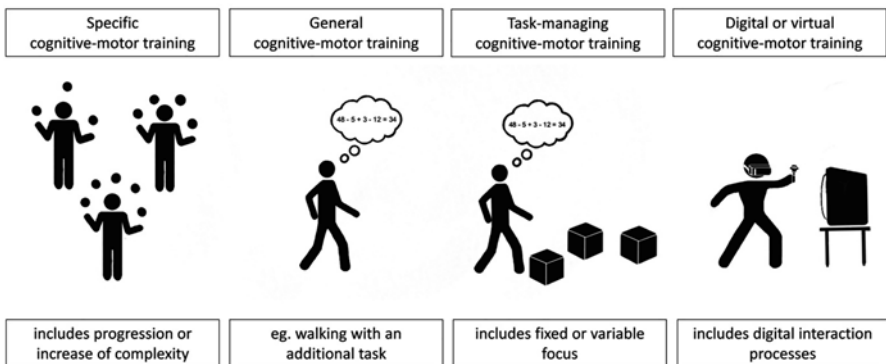 Specific
cognitive-motor training
General
cognitive-motor training
Task-managing
cognitive-motor training
Digital or virtual
cognitive-motor training
48 - 5 + 3 - 12 = 34
48 - 5 + 3 - 12 = 34
includes progression or
increase of complexity
eg. walking with an
additional task
includes fixed or variable
focus
includes digital interaction
processes